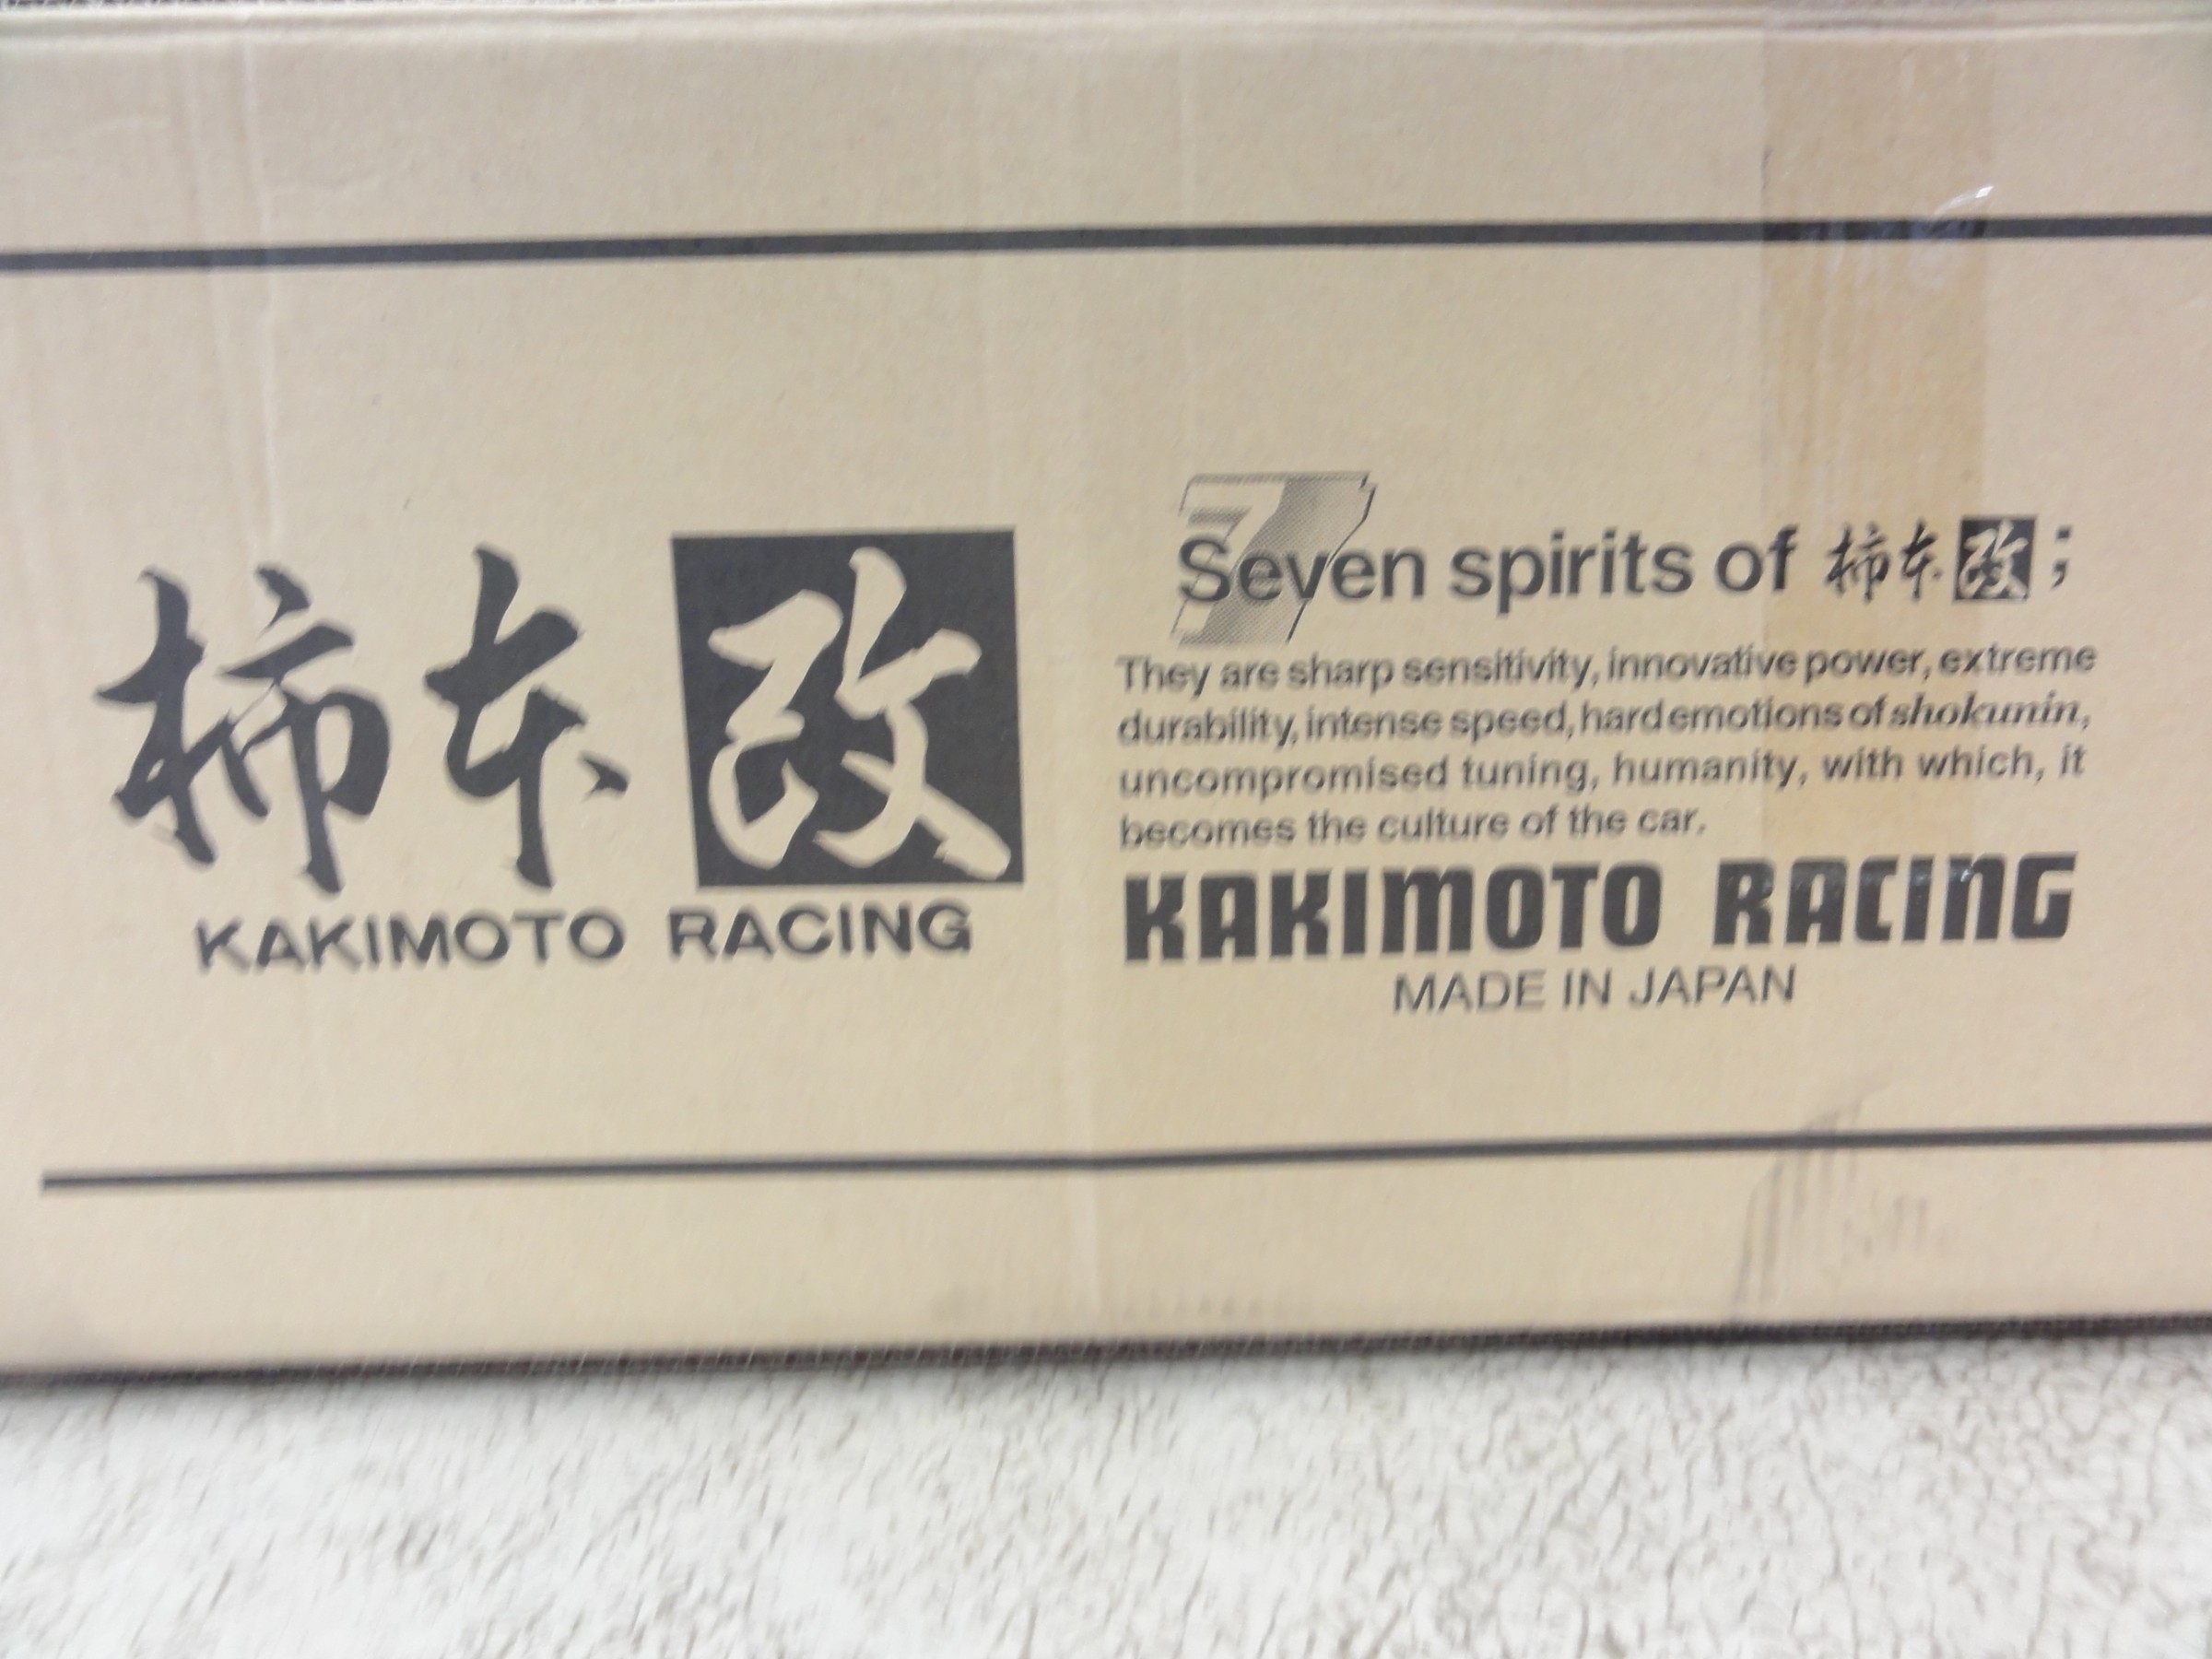 柿本改
KAKIMOTO RACING
7
Seven spirits of 柿本改;
They are sharp sensitivity, innovative power, extreme
durability, intense speed, hard emotions of shokunin,
uncompromised tuning, humanity, with which, it
becomes the culture of the car.
KAKIMOTO RACING
MADE IN JAPAN